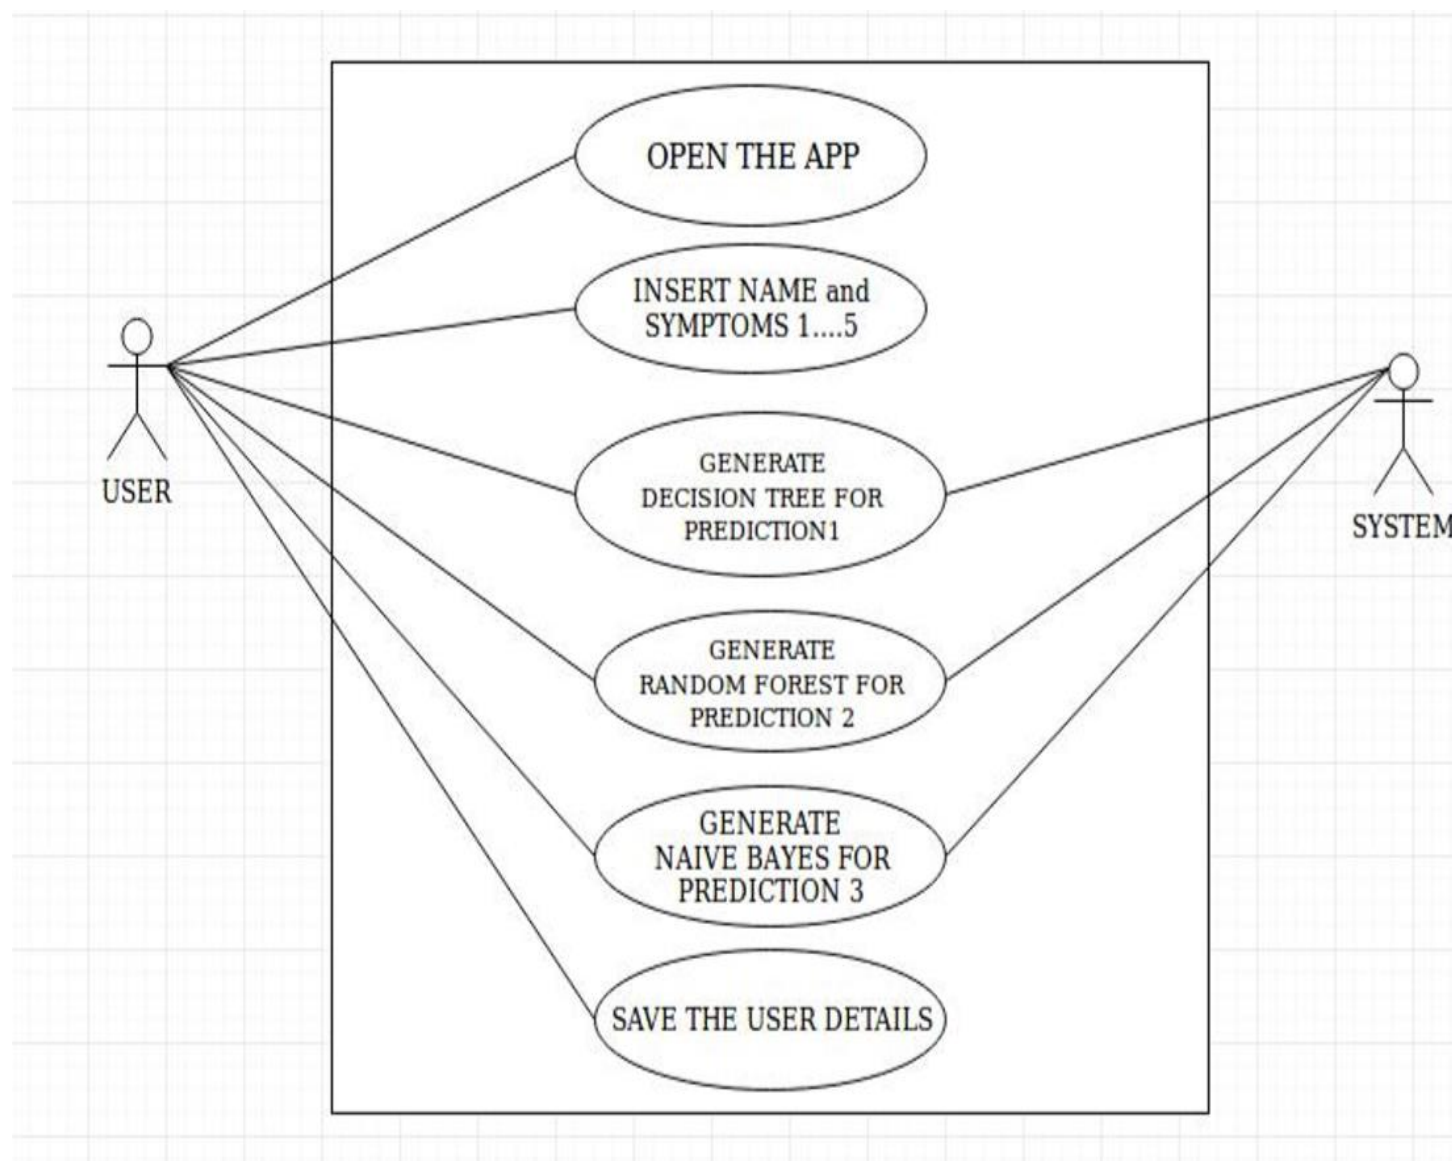 OPEN THE APP
INSERT NAME and
SYMPTOMS 1....5
USER
GENERATE
DECISION TREE FOR
PREDICTION1
SYSTEM
GENERATE
RANDOM FOREST FOR
PREDICTION 2
GENERATE
NAIVE BAYES FOR
PREDICTION 3
SAVE THE USER DETAILS